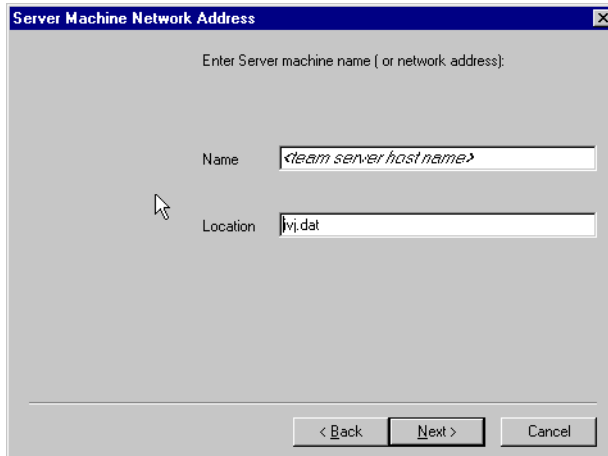 Server Machine Network Address
Enter Server machine name ( or network address):
Name <team server host name>
Location ivj.dat
< Back Next > Cancel